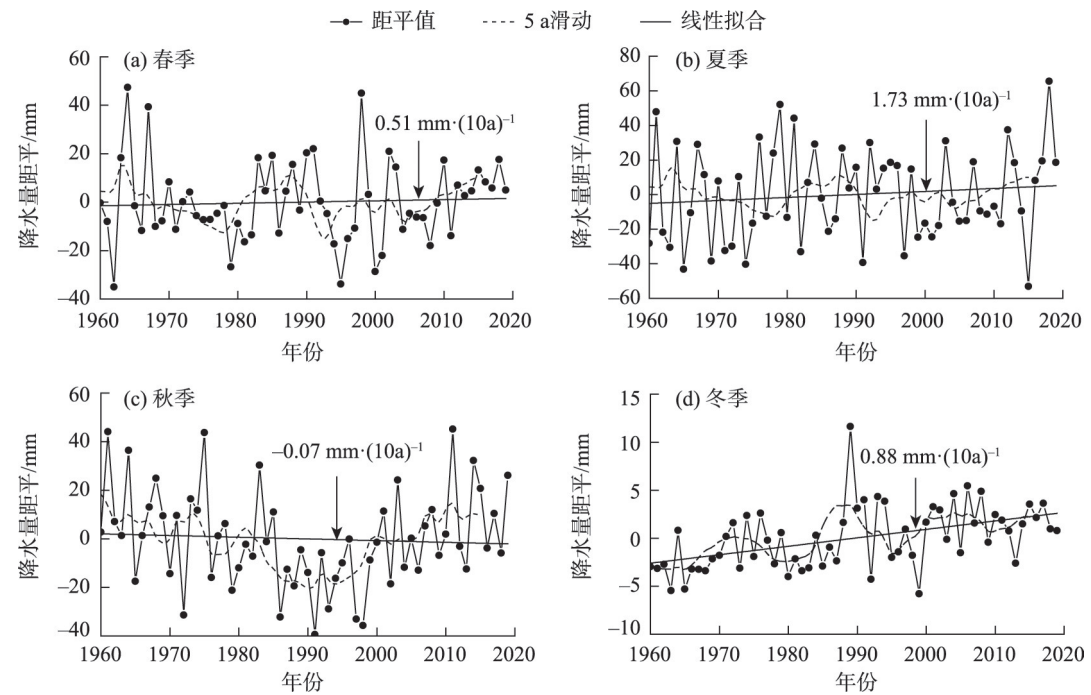 距平值 5 a滑动 线性拟合
(a) 春季
0.51 mm·(10a)⁻¹
降水量距平/mm
60
40
20
0
–20
–40
1960 1970 1980 1990 2000 2010 2020
年份
(b) 夏季
1.73 mm·(10a)⁻¹
降水量距平/mm
80
60
40
20
0
–20
–40
–60
1960 1970 1980 1990 2000 2010 2020
年份
(c) 秋季
–0.07 mm·(10a)⁻¹
降水量距平/mm
60
40
20
0
–20
–40
1960 1970 1980 1990 2000 2010 2020
年份
(d) 冬季
0.88 mm·(10a)⁻¹
降水量距平/mm
15
10
5
0
–5
–10
1960 1970 1980 1990 2000 2010 2020
年份